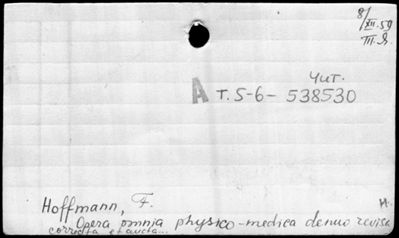 8/
XII.59
Чит.
A T.5-6- 538530
Hoffmann, F.
Opera omnia physico-medica denuo revisa
correcta et aucta...